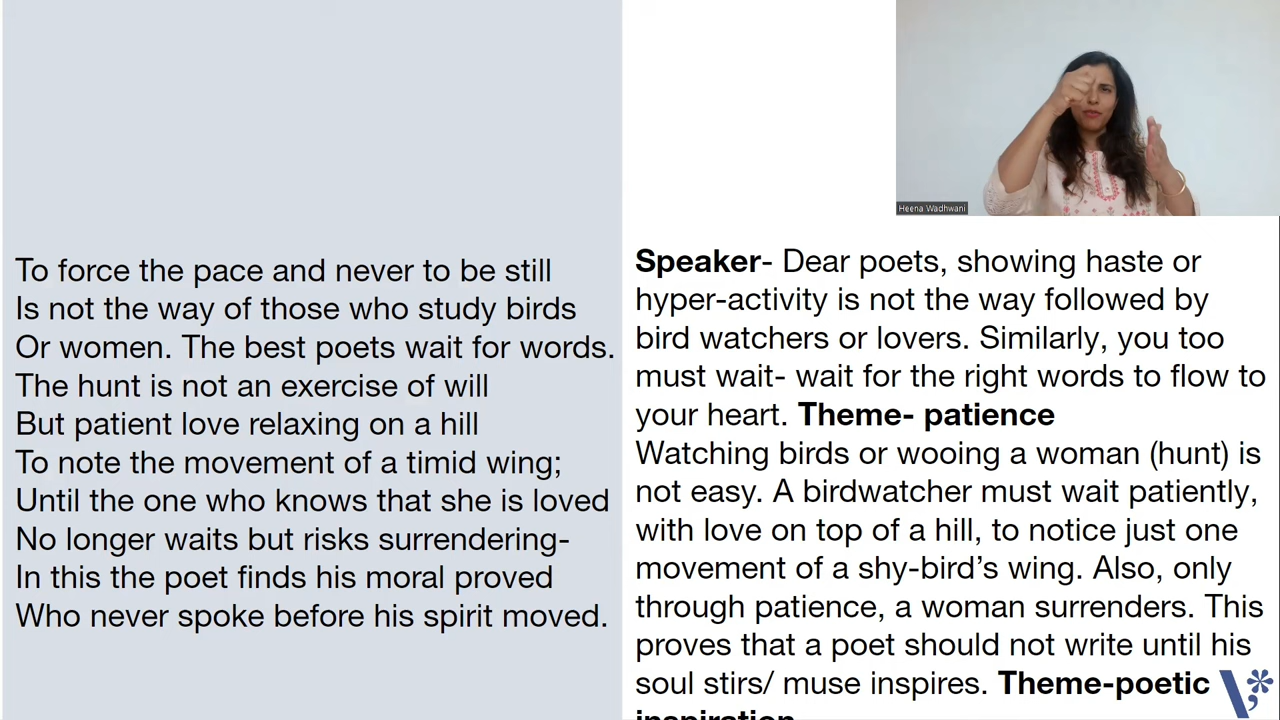 To force the pace and never to be still
Is not the way of those who study birds
Or women. The best poets wait for words.
The hunt is not an exercise of will
But patient love relaxing on a hill
To note the movement of a timid wing;
Until the one who knows that she is loved
No longer waits but risks surrendering-
In this the poet finds his moral proved
Who never spoke before his spirit moved.
Heena Wadhwani
Speaker- Dear poets, showing haste or
hyper-activity is not the way followed by
bird watchers or lovers. Similarly, you too
must wait- wait for the right words to flow to
your heart. Theme- patience
Watching birds or wooing a woman (hunt) is
not easy. A birdwatcher must wait patiently,
with love on top of a hill, to notice just one
movement of a shy-bird’s wing. Also, only
through patience, a woman surrenders. This
proves that a poet should not write until his
soul stirs/ muse inspires. Theme-poetic
inspiration